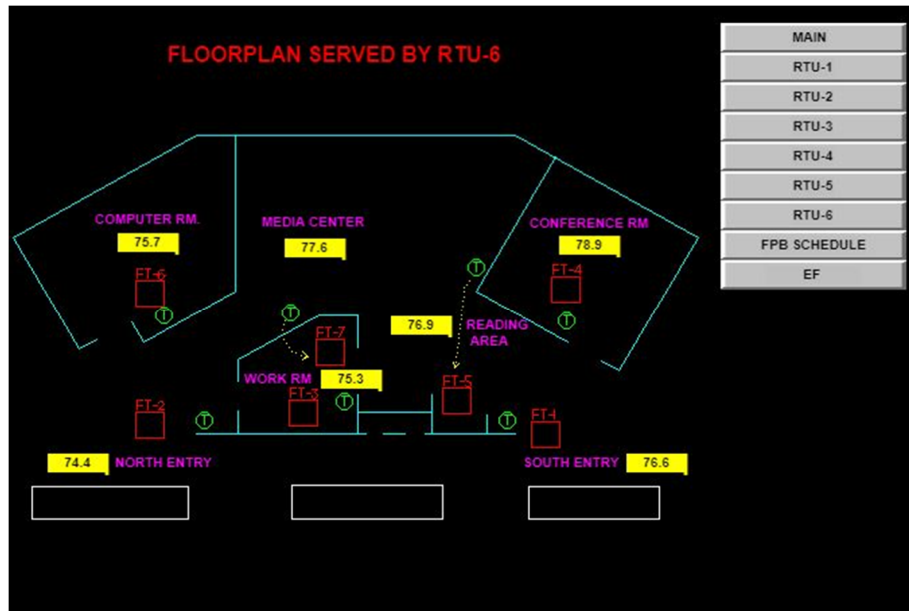 FLOORPLAN SERVED BY RTU-6
MAIN
RTU-1
RTU-2
RTU-3
RTU-4
RTU-5
RTU-6
FPB SCHEDULE
EF
COMPUTER RM.
75.7
MEDIA CENTER
77.6
CONFERENCE RM
78.9
FT-6
T
T
FT-4
T
T
FT-7
76.9
READING
AREA
WORK RM
75.3
FT-5
FT-2
T
FT-3
T
T
FT-1
74.4
NORTH ENTRY
SOUTH ENTRY
76.6